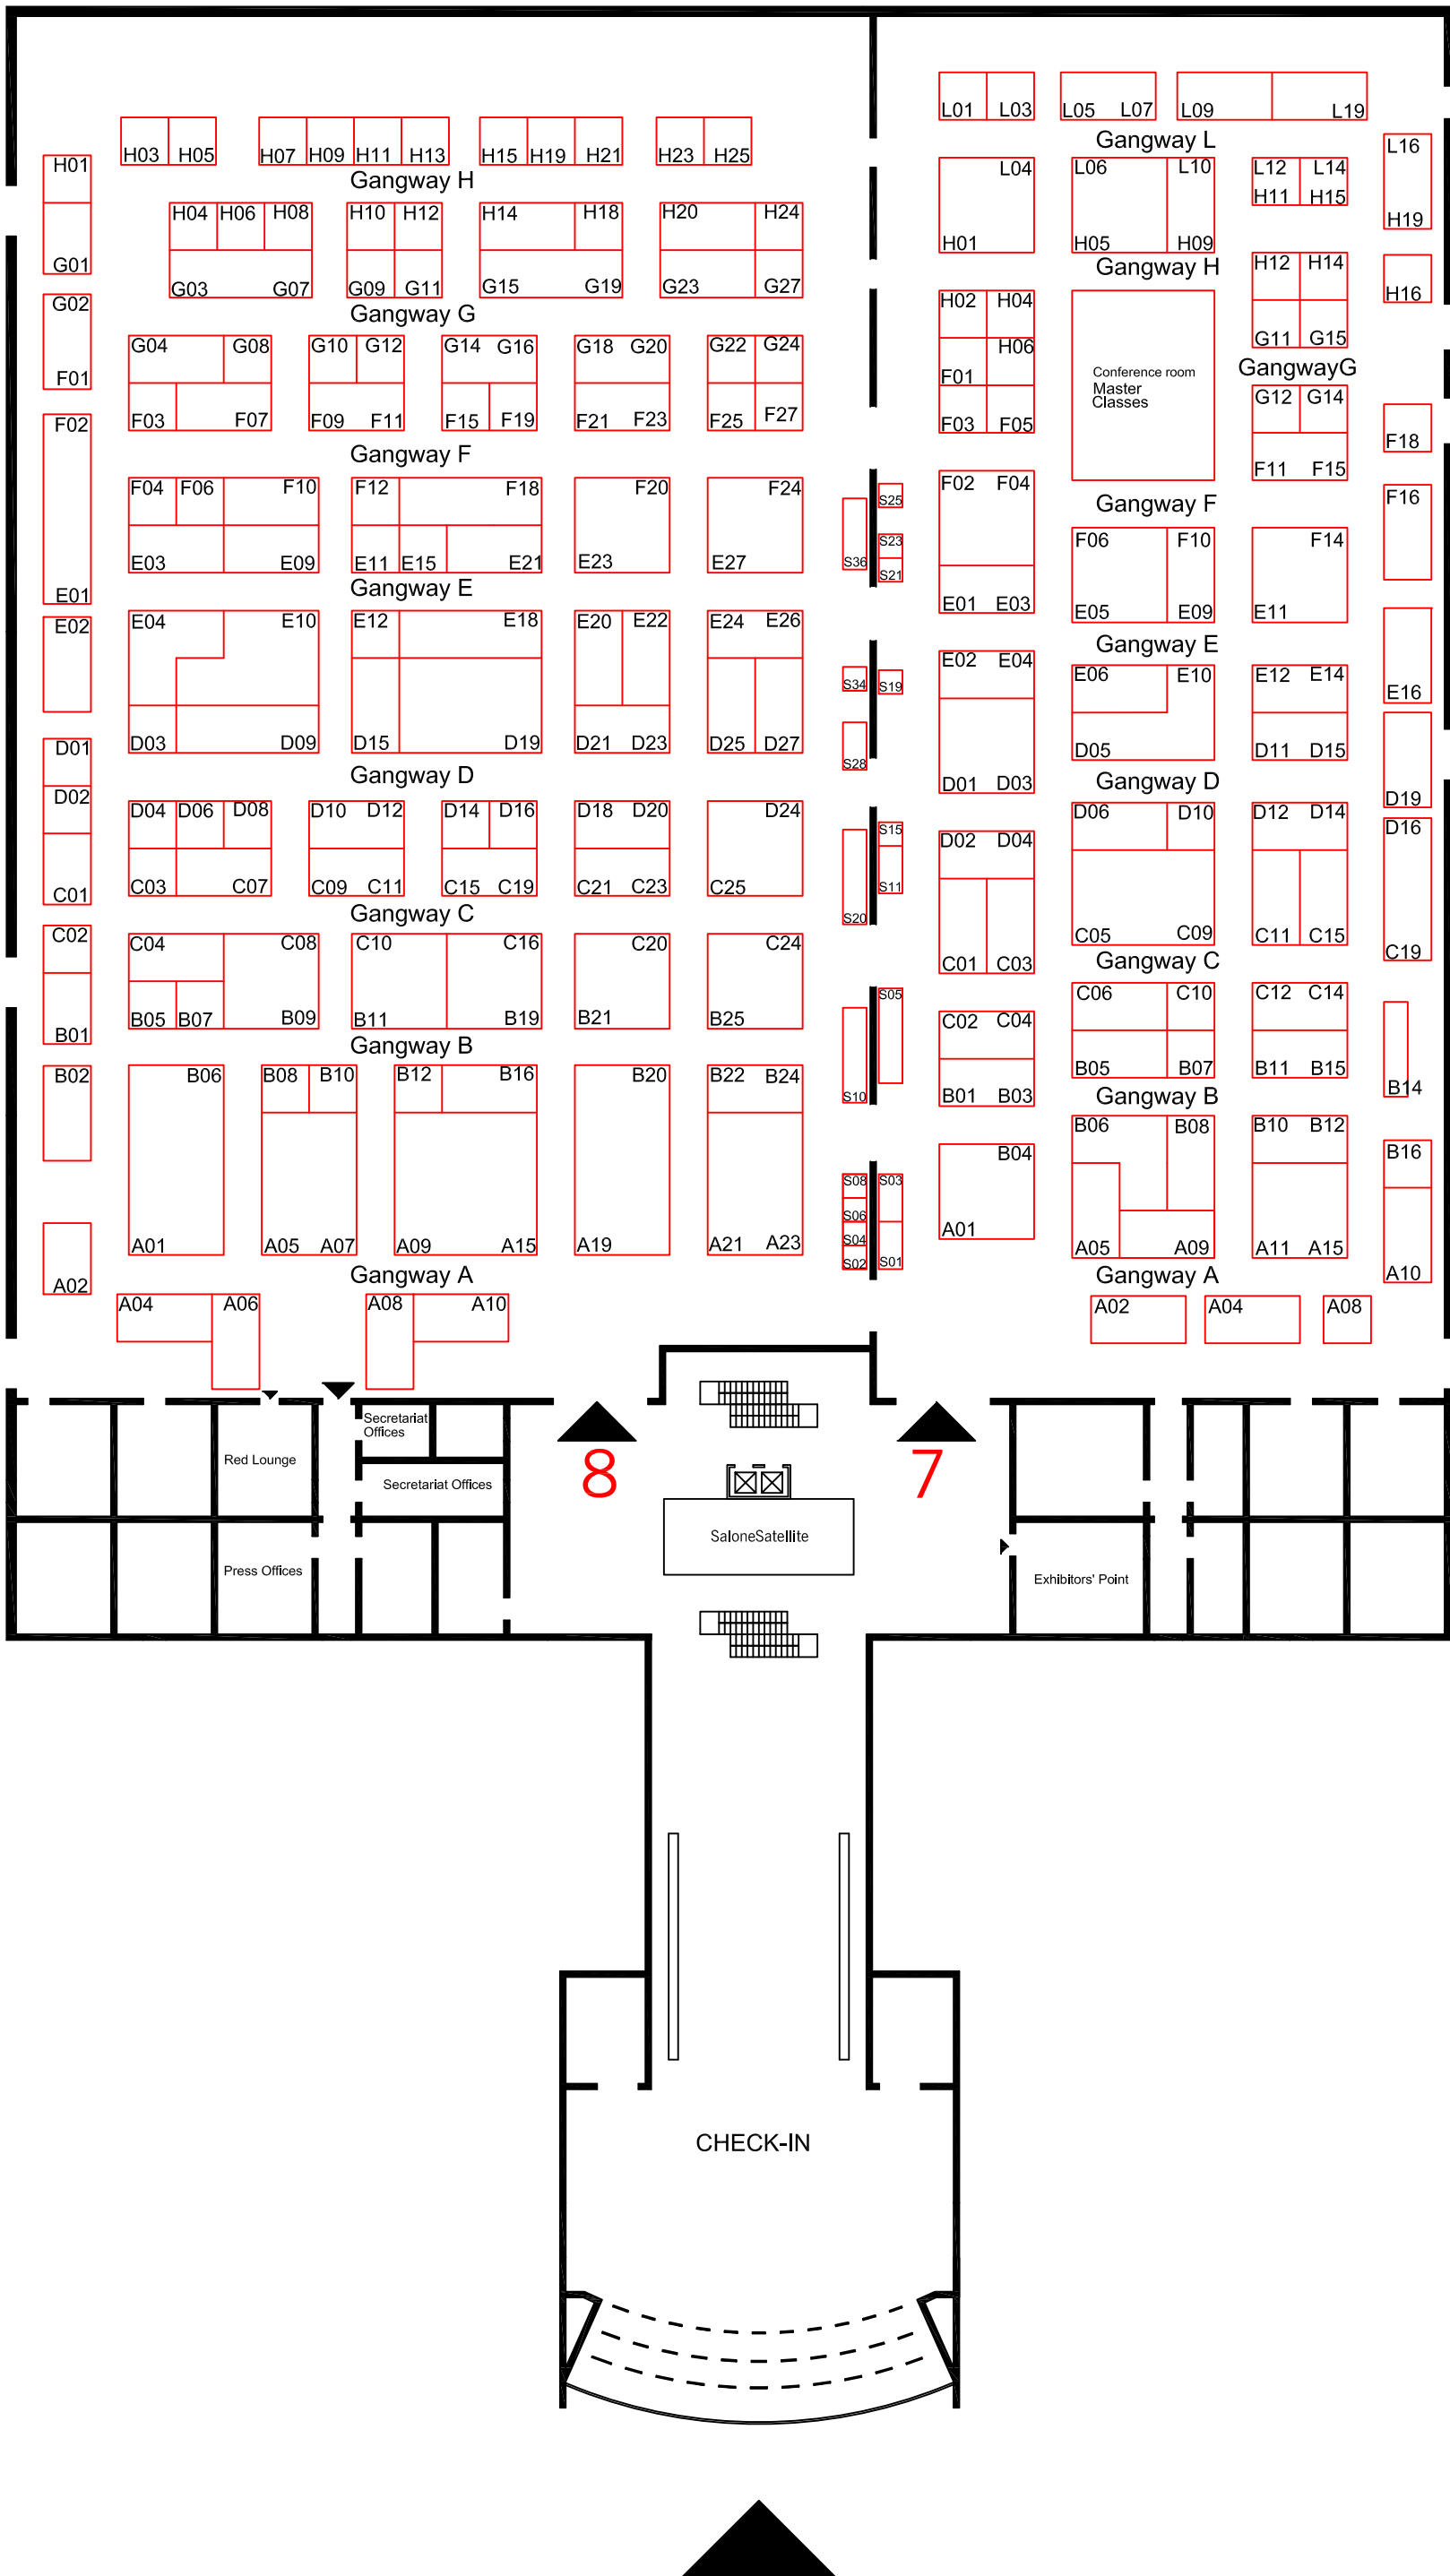 L01 L03 L05 L07 L09 L19
Gangway L
H03 H05 H07 H09 H11 H13 H15 H19 H21 H23 H25
H01
Gangway H
L04 L06 L10 L12 L14 L16
H11 H15
H19
H04 H06 H08 H10 H12 H14 H18 H20 H24
H01 H05 H09
G01
Gangway H
H12 H14 H16
G03 G07 G09 G11 G15 G19 G23 G27
G02
Gangway G
H02 H04
G11 G15
G04 G08 G10 G12 G14 G16 G18 G20 G22 G24
H06
GangwayG
F01
F01
Conference room
Master
Classes
G12 G14
F03 F07 F09 F11 F15 F19 F21 F23 F25 F27
F03 F05
F02
F18
Gangway F
F11 F15
F04 F06 F10 F12 F18 F20 F24
F02 F04
S25
F16
Gangway F
S23
F06 F10 F14
E03 E09 E11 E15 E21 E23 E27
S36 S21
Gangway E
E01
E01 E03 E05 E09 E11
E02
E04 E10 E12 E18 E20 E22 E24 E26
Gangway E
E02 E04
E06 E10 E12 E14
S34 S19
E16
D01
D03 D09 D15 D19 D21 D23 D25 D27
D05 D11 D15
S28
Gangway D
D01 D03
Gangway D
D02
D19
D04 D06 D08 D10 D12 D14 D16 D18 D20 D24
D06 D10 D12 D14 D16
S15
D02 D04
C01
C03 C07 C09 C11 C15 C19 C21 C23 C25
S11
Gangway C
S20
C02
C04 C08 C10 C16 C20 C24
C05 C09 C11 C15
C19
Gangway C
C01 C03
S05
C06 C10 C12 C14
B01
B05 B07 B09 B11 B19 B21 B25
C02 C04
Gangway B
B05 B07 B11 B15
B02
B06 B08 B10 B12 B16 B20 B22 B24
S10
B01 B03
B14
Gangway B
B06 B08 B10 B12
B04
B16
S08 S03
S06
A01
S04
A01 A05 A07 A09 A15 A19 A21 A23
A05 A09 A11 A15
S02 S01
A02
Gangway A
Gangway A
A10
A04 A06 A08 A10
A02 A04 A08
Secretariat
Offices
Red Lounge
8
7
Secretariat Offices
SaloneSatellite
Press Offices
Exhibitors' Point
CHECK-IN